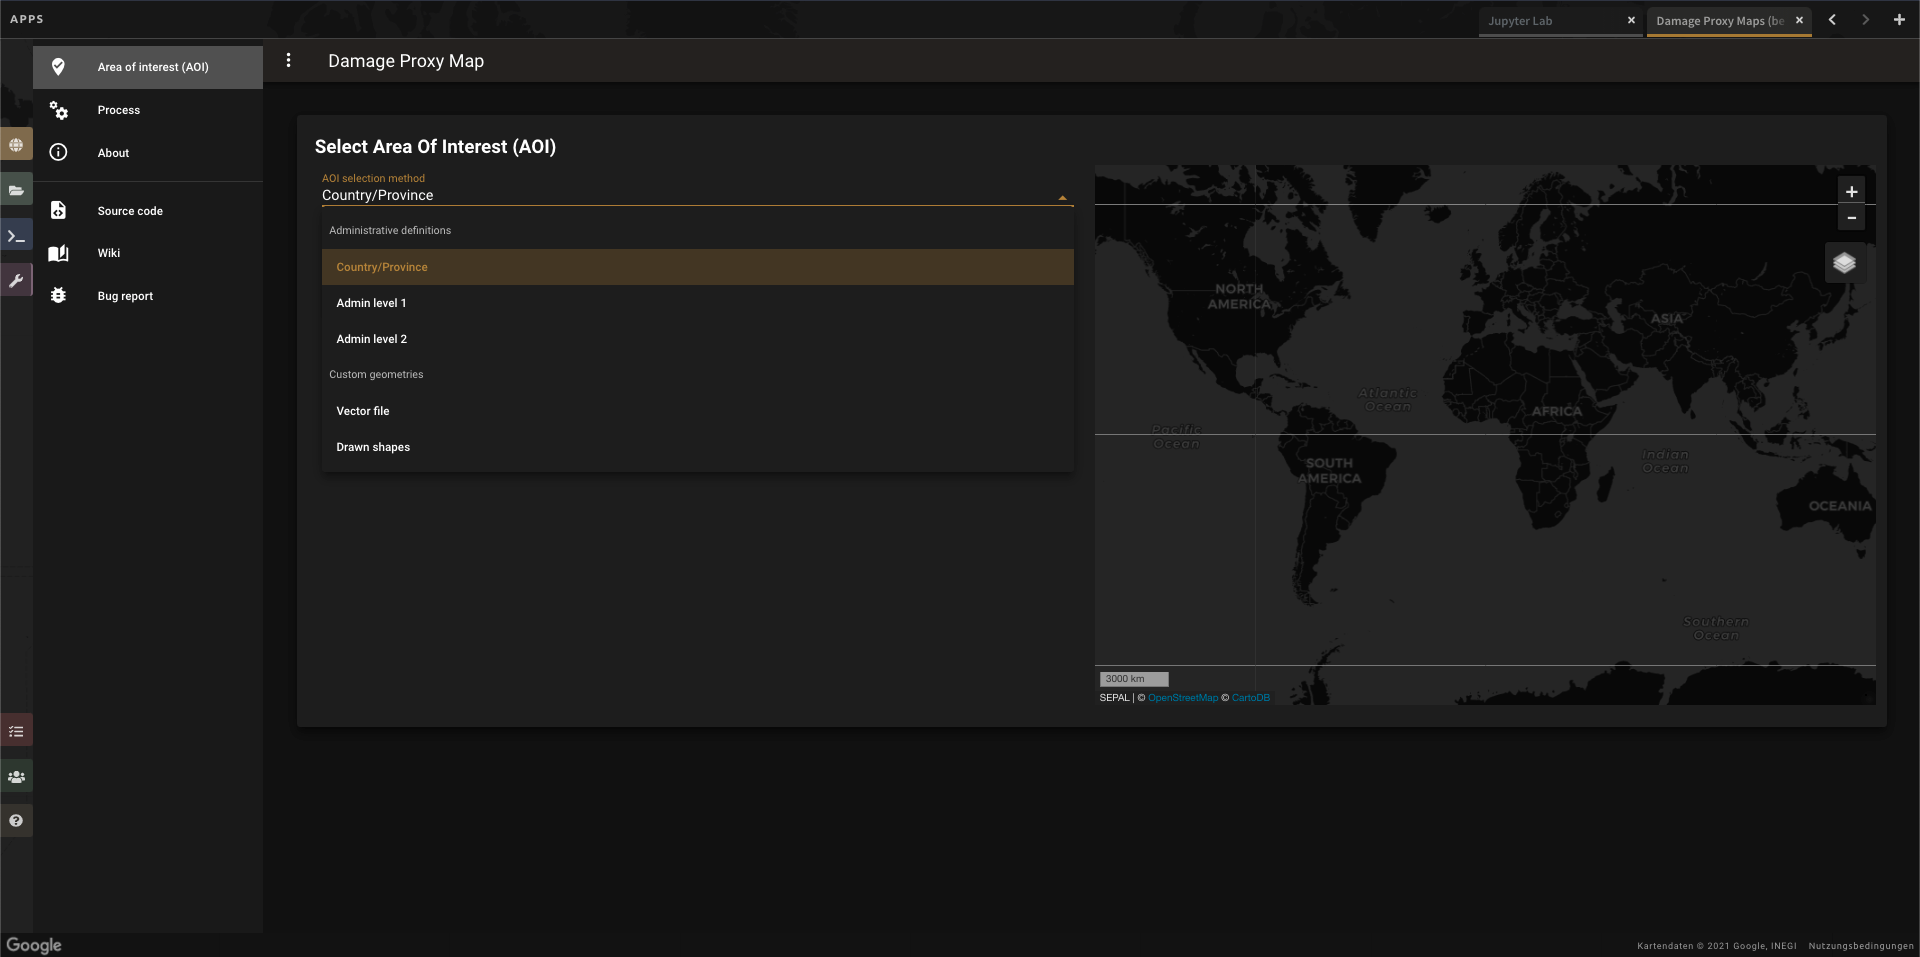 APPS
Jupyter Lab
Damage Proxy Maps (be
Area of interest (AOI)
Process
About
Source code
Wiki
Bug report
Damage Proxy Map
Select Area Of Interest (AOI)
AOI selection method
Country/Province
Administrative definitions
Country/Province
Admin level 1
Admin level 2
Custom geometries
Vector file
Drawn shapes
+
−
NORTH
AMERICA
ASIA
Atlantic
Ocean
AFRICA
Pacific
Ocean
Indian
Ocean
SOUTH
AMERICA
OCEANIA
Southern
Ocean
3000 km
SEPAL | © OpenStreetMap © CartoDB
Google
Kartendaten © 2021 Google, INEGI Nutzungsbedingungen